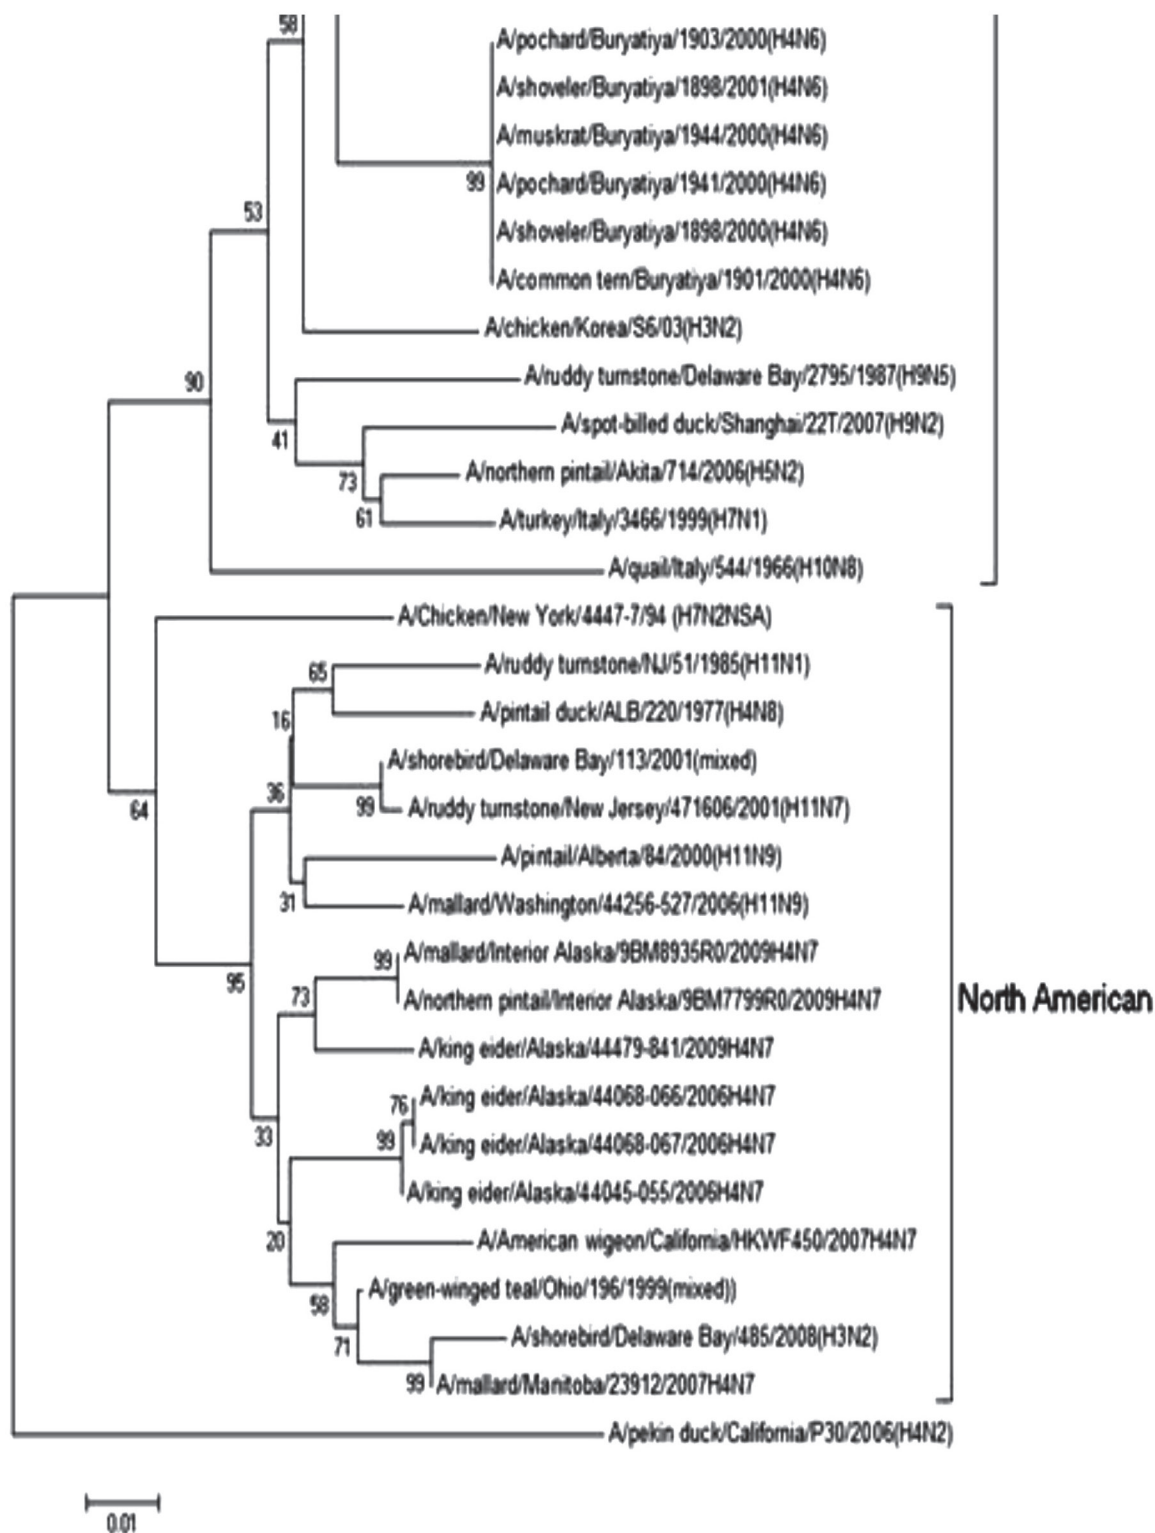 58
A/pochard/Buryatiya/1903/2000(H4N6)
A/shoveler/Buryatiya/1898/2001(H4N6)
A/muskrat/Buryatiya/1944/2000(H4N6)
99
A/pochard/Buryatiya/1941/2000(H4N6)
53
A/shoveler/Buryatiya/1898/2000(H4N6)
A/common tern/Buryatiya/1901/2000(H4N6)
A/chicken/Korea/S6/03(H3N2)
90
A/ruddy turnstone/Delaware Bay/2795/1987(H9N5)
41
A/spot-billed duck/Shanghai/22T/2007(H9N2)
73
A/northern pintail/Akita/714/2006(H5N2)
61
A/turkey/Italy/3466/1999(H7N1)
A/quail/Italy/544/1966(H10N8)
A/Chicken/New York/4447-7/94 (H7N2NSA)
65
A/ruddy turnstone/NJ/51/1985(H11N1)
16
A/pintail duck/ALB/220/1977(H4N8)
A/shorebird/Delaware Bay/113/2001(mixed)
64
36
99
A/ruddy turnstone/New Jersey/471606/2001(H11N7)
A/pintail/Alberta/84/2000(H11N9)
31
A/mallard/Washington/44256-527/2006(H11N9)
99
A/mallard/Interior Alaska/9BM8935R0/2009H4N7
95
73
A/northern pintail/Interior Alaska/9BM7799R0/2009H4N7
North American
A/king eider/Alaska/44479-841/2009H4N7
76
A/king eider/Alaska/44068-066/2006H4N7
33
99
A/king eider/Alaska/44068-067/2006H4N7
A/king eider/Alaska/44045-055/2006H4N7
20
A/American wigeon/California/HKWF450/2007H4N7
58
A/green-winged teal/Ohio/196/1999(mixed))
71
A/shorebird/Delaware Bay/485/2008(H3N2)
99
A/mallard/Manitoba/23912/2007H4N7
A/pekin duck/California/P30/2006(H4N2)
0.01